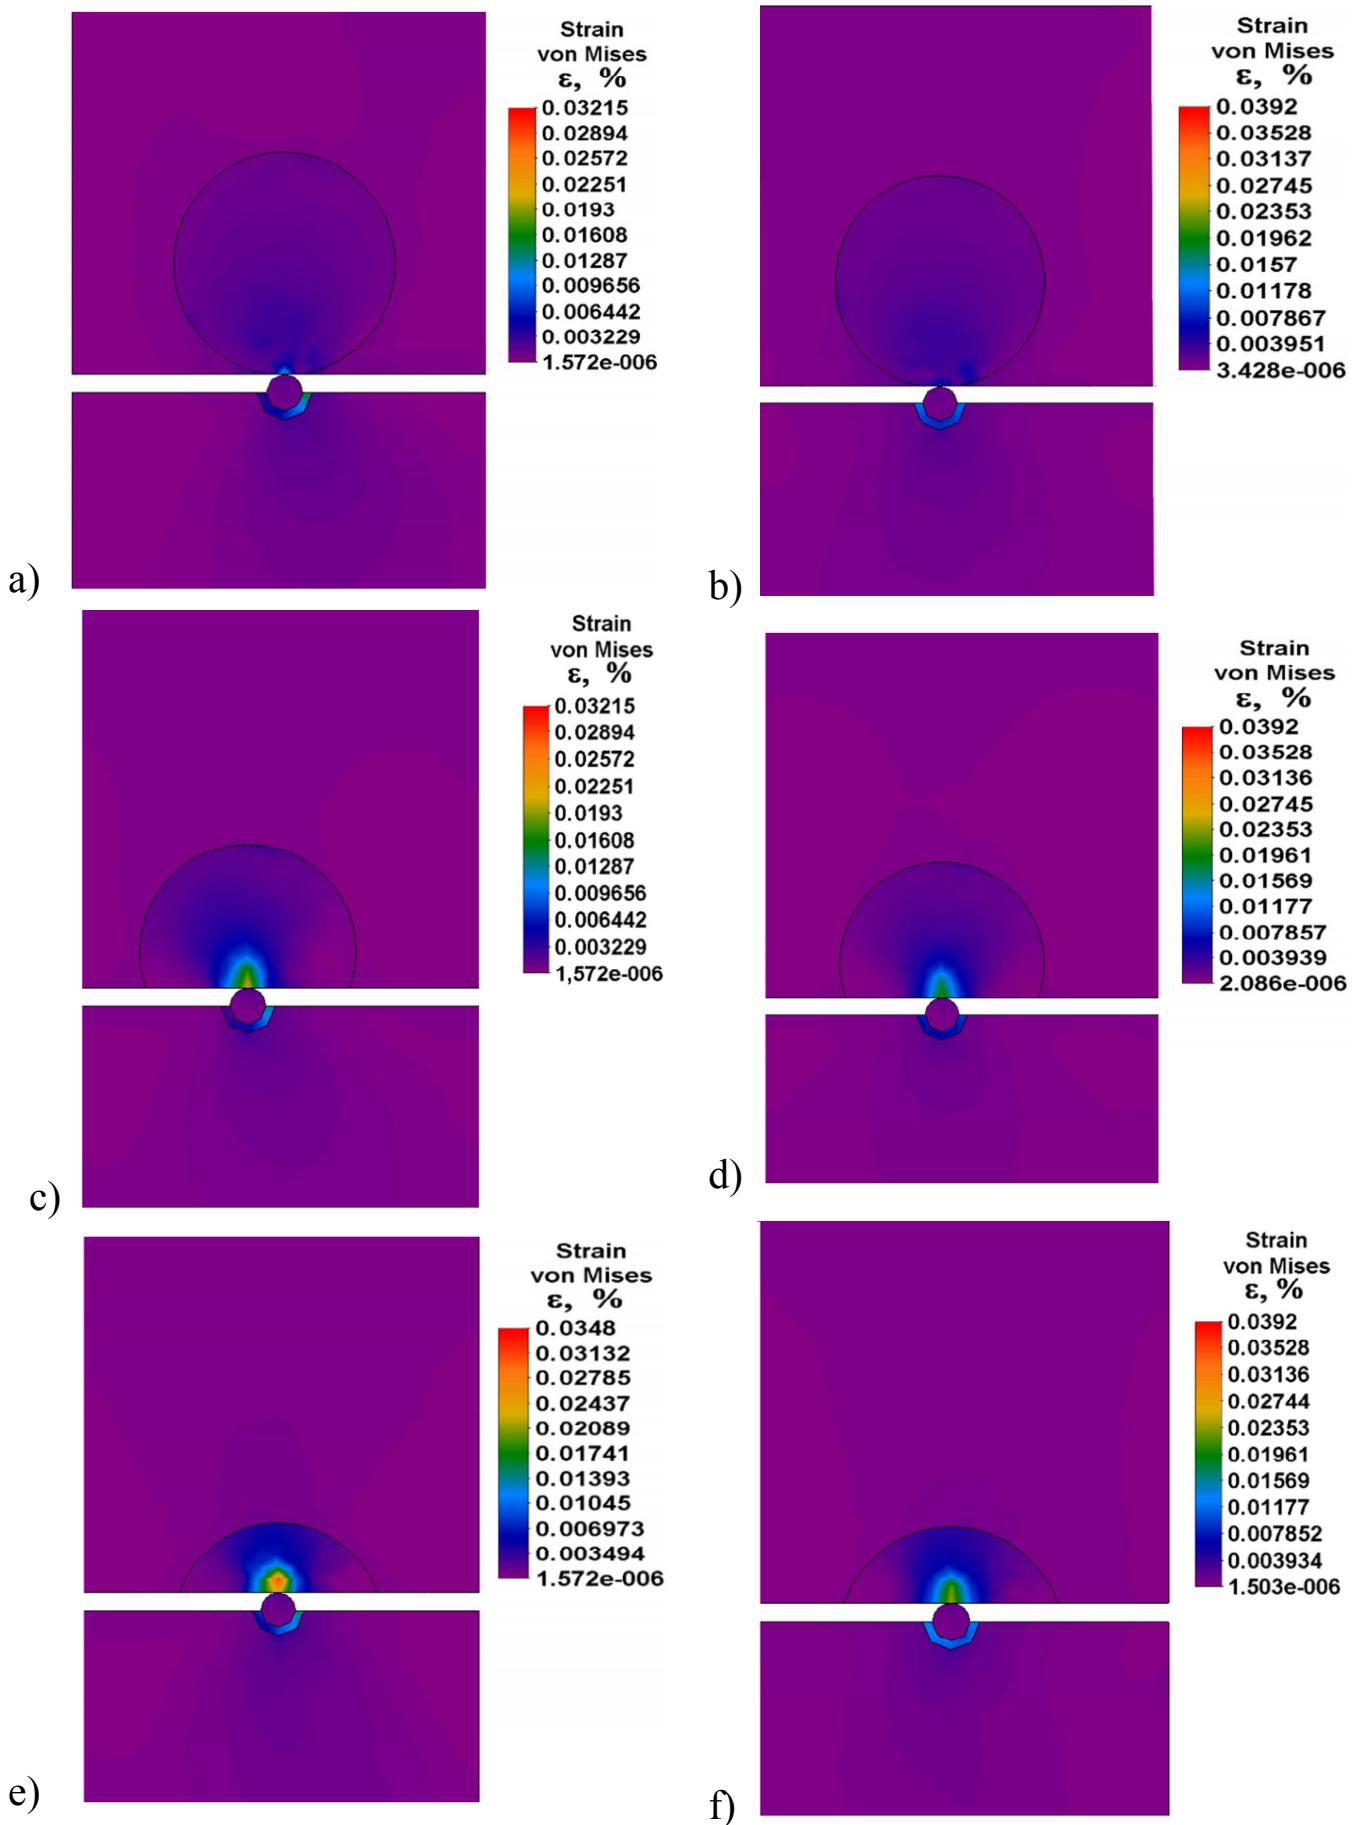 Strain
von Mises
ε, %
0.03215
0.02894
0.02572
0.02251
0.0193
0.01608
0.01287
0.009656
0.006442
0.003229
1.572e-006
a)
Strain
von Mises
ε, %
0.0392
0.03528
0.03137
0.02745
0.02353
0.01962
0.0157
0.01178
0.007867
0.003951
3.428e-006
b)
Strain
von Mises
ε, %
0.03215
0.02894
0.02572
0.02251
0.0193
0.01608
0.01287
0.009656
0.006442
0.003229
1,572e-006
c)
Strain
von Mises
ε, %
0.0392
0.03528
0.03136
0.02745
0.02353
0.01961
0.01569
0.01177
0.007857
0.003939
2.086e-006
d)
Strain
von Mises
ε, %
0.0348
0.03132
0.02785
0.02437
0.02089
0.01741
0.01393
0.01045
0.006973
0.003494
1.572e-006
e)
Strain
von Mises
ε, %
0.0392
0.03528
0.03136
0.02744
0.02353
0.01961
0.01569
0.01177
0.007852
0.003934
1.503e-006
f)